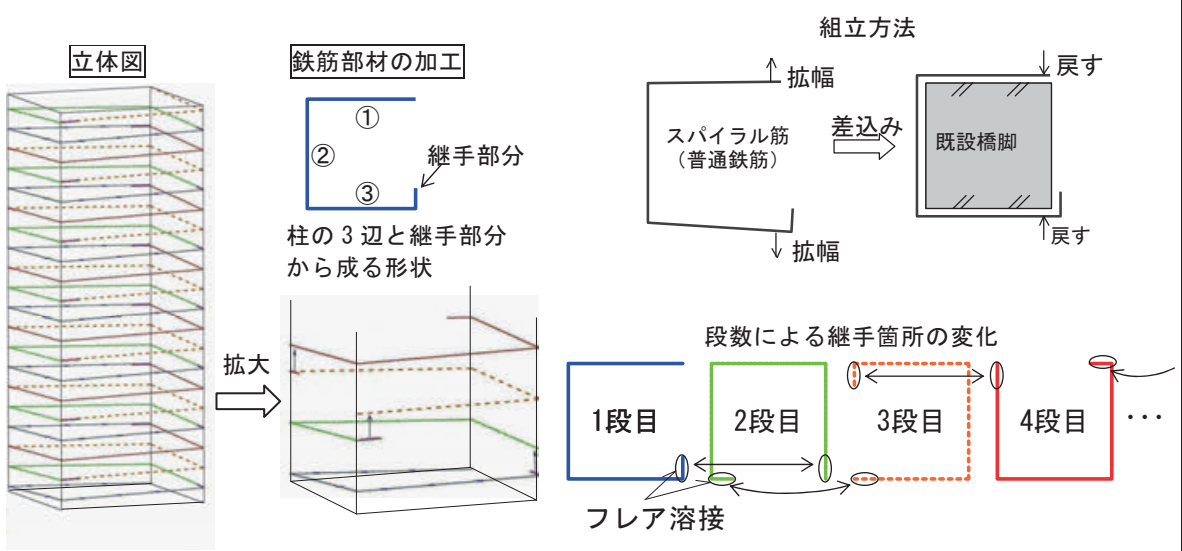 立体図
鉄筋部材の加工
①
②
③
継手部分
柱の3辺と継手部分
から成る形状
拡大
組立方法
拡幅
スパイラル筋
（普通鉄筋）
拡幅
差込み
戻す
既設橋脚
戻す
段数による継手箇所の変化
1段目
2段目
3段目
4段目
･･･
フレア溶接